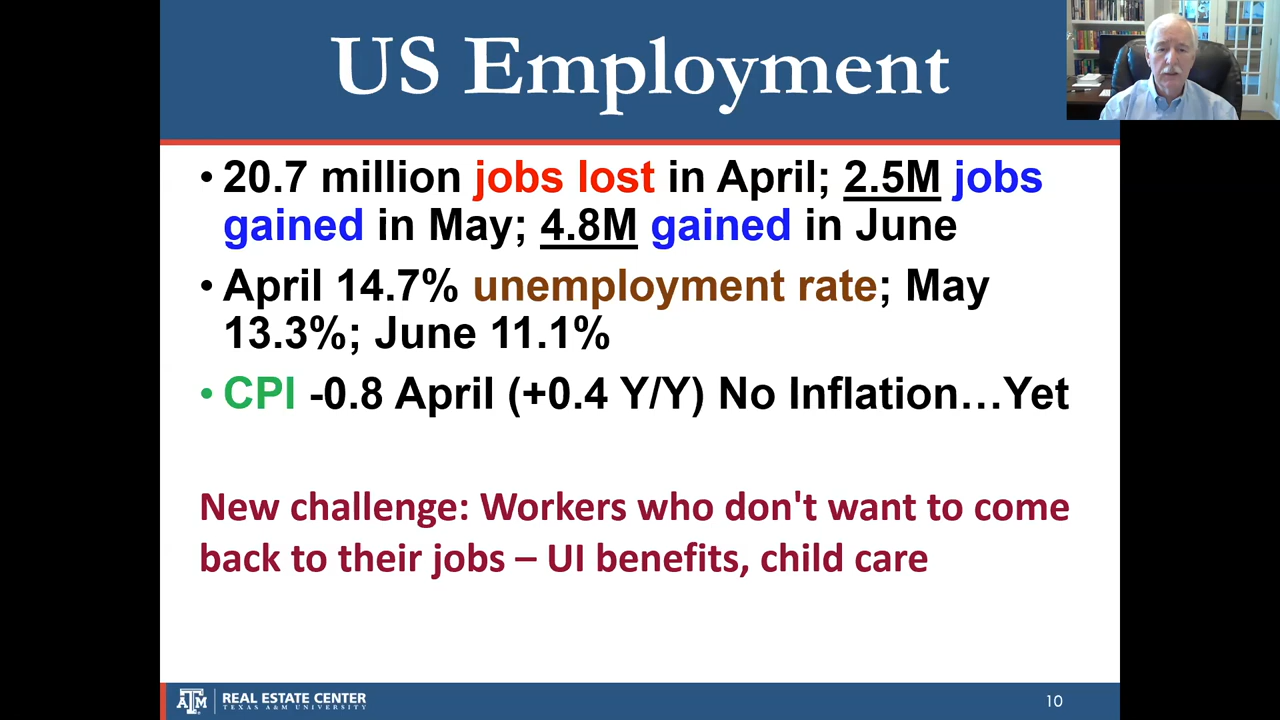 US Employment
• 20.7 million jobs lost in April; 2.5M jobs
gained in May; 4.8M gained in June
• April 14.7% unemployment rate; May
13.3%; June 11.1%
• CPI -0.8 April (+0.4 Y/Y) No Inflation…Yet
New challenge: Workers who don't want to come
back to their jobs – UI benefits, child care
ATM
REAL ESTATE CENTER
TEXAS A&M UNIVERSITY
10